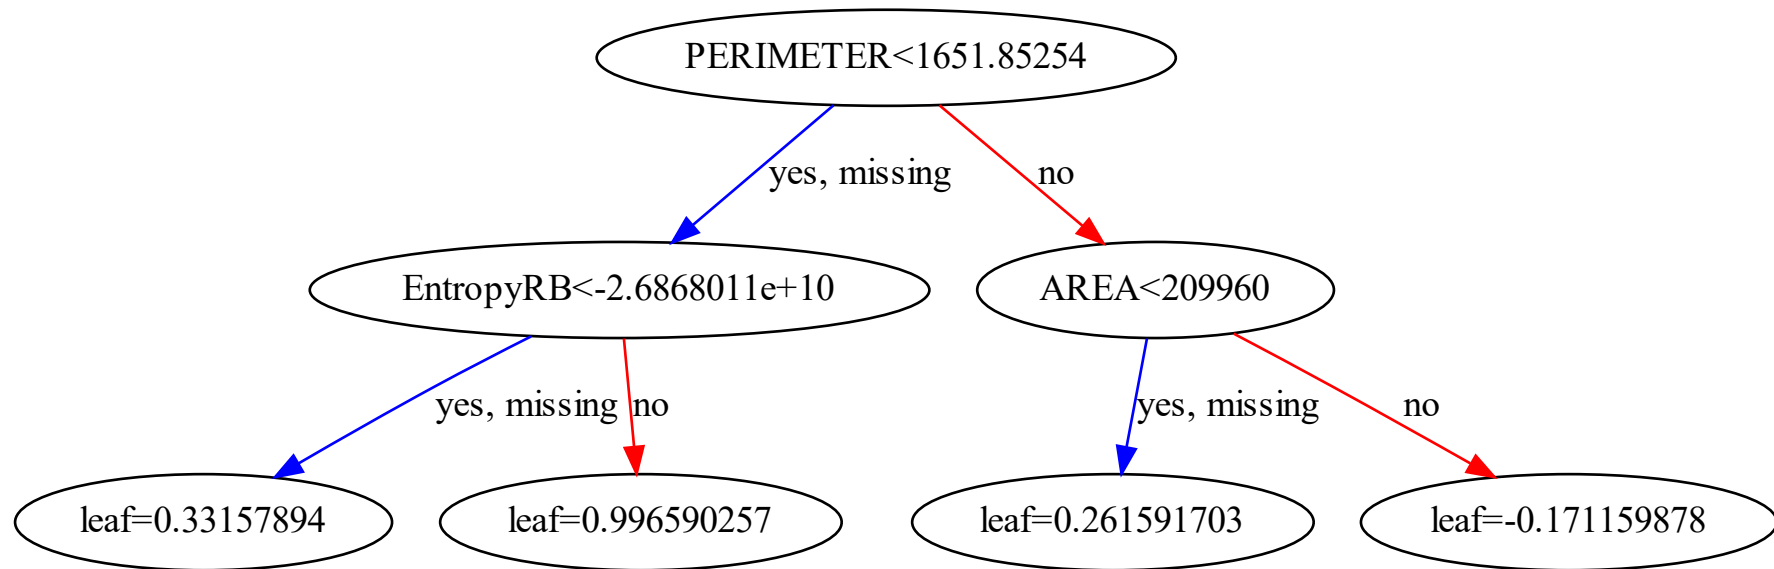 PERIMETER<1651.85254
yes, missing
no
EntropyRB<-2.6868011e+10
AREA<209960
yes, missing
no
yes, missing
no
leaf=0.33157894
leaf=0.996590257
leaf=0.261591703
leaf=-0.171159878